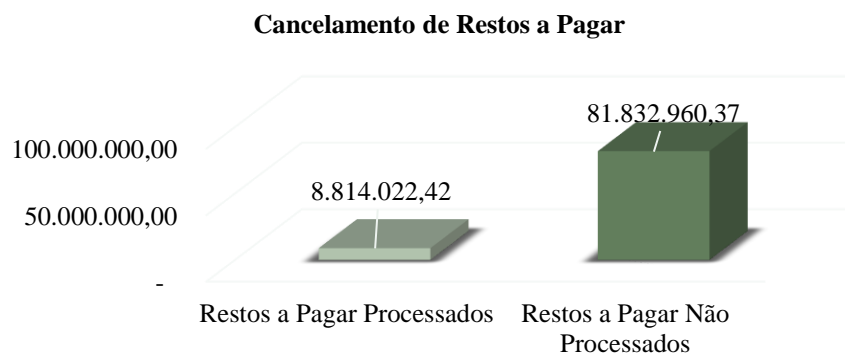 Cancelamento de Restos a Pagar
81.832.960,37
100.000.000,00
8.814.022,42
50.000.000,00
-
Restos a Pagar Processados
Restos a Pagar Não
Processados